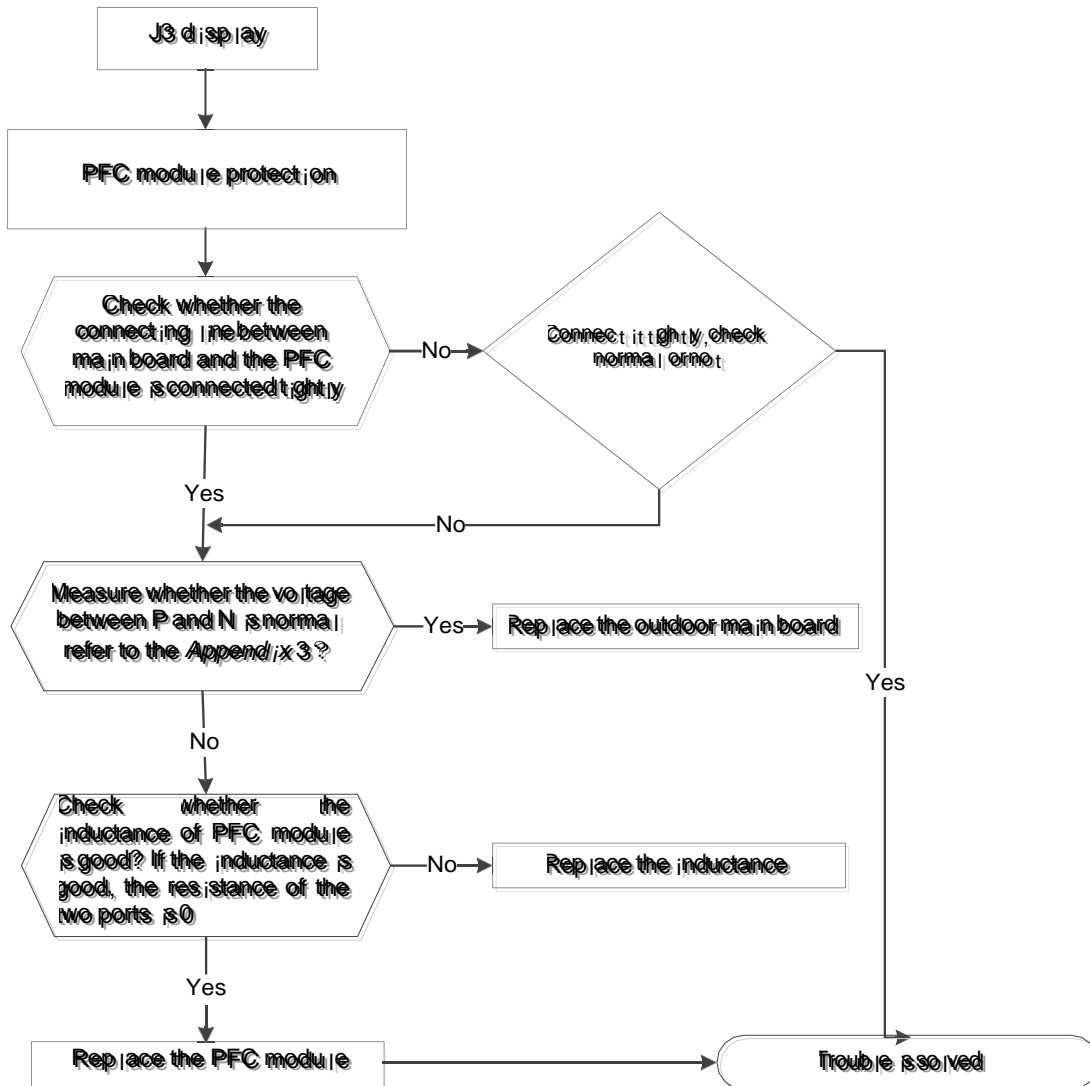 J3 display
PFC module protection
Check whether the
connecting line between
main board and the PFC
module is connected tightly
No
Connect it tightly, check
normal or not
Yes
No
Measure whether the voltage
between P and N is normal
refer to the Appendix 3 ?
Yes
Replace the outdoor main board
Yes
No
Check whether the
inductance of PFC module
is good? If the inductance is
good, the resistance of the
two ports is 0
No
Replace the inductance
Yes
Replace the PFC module
Trouble is solved